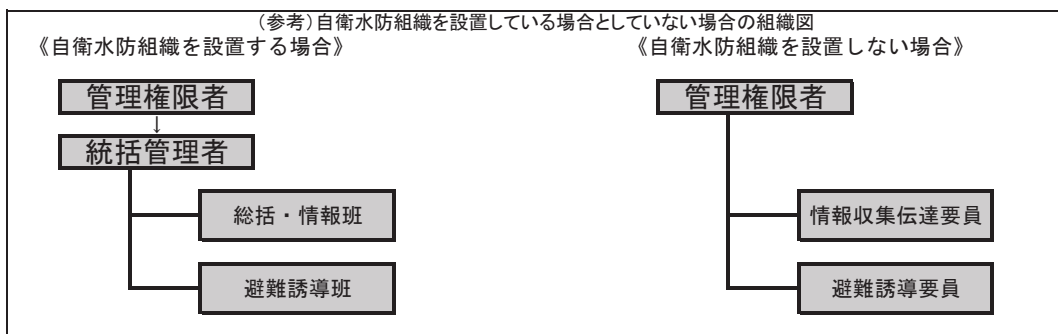 （参考）自衛水防組織を設置している場合としていない場合の組織図
《自衛水防組織を設置する場合》
管理権限者
↓
統括管理者
総括・情報班
避難誘導班
《自衛水防組織を設置しない場合》
管理権限者
情報収集伝達要員
避難誘導要員